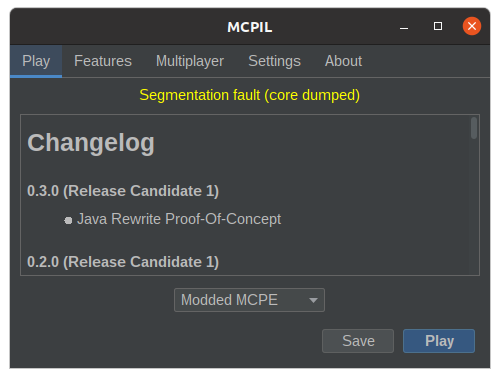 MCPIL
Play Features Multiplayer Settings About
Segmentation fault (core dumped)
Changelog
0.3.0 (Release Candidate 1)
Java Rewrite Proof-Of-Concept
0.2.0 (Release Candidate 1)
Modded MCPE
Save Play